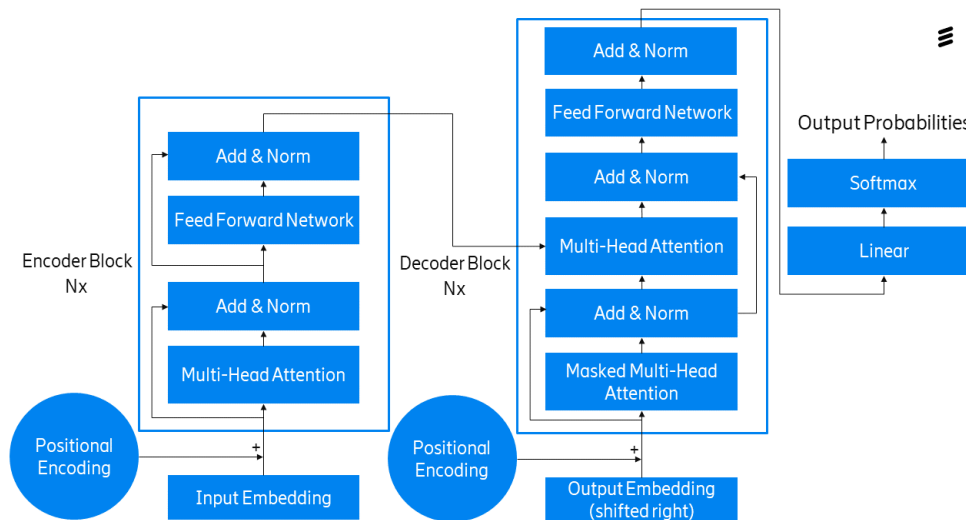 Add & Norm
Feed Forward Network
Add & Norm
Multi-Head Attention
Add & Norm
Masked Multi-Head
Attention
Decoder Block
Nx
Positional
Encoding
+
Output Embedding
(shifted right)
Add & Norm
Feed Forward Network
Add & Norm
Multi-Head Attention
Encoder Block
Nx
Positional
Encoding
+
Input Embedding
Output Probabilities
Softmax
Linear